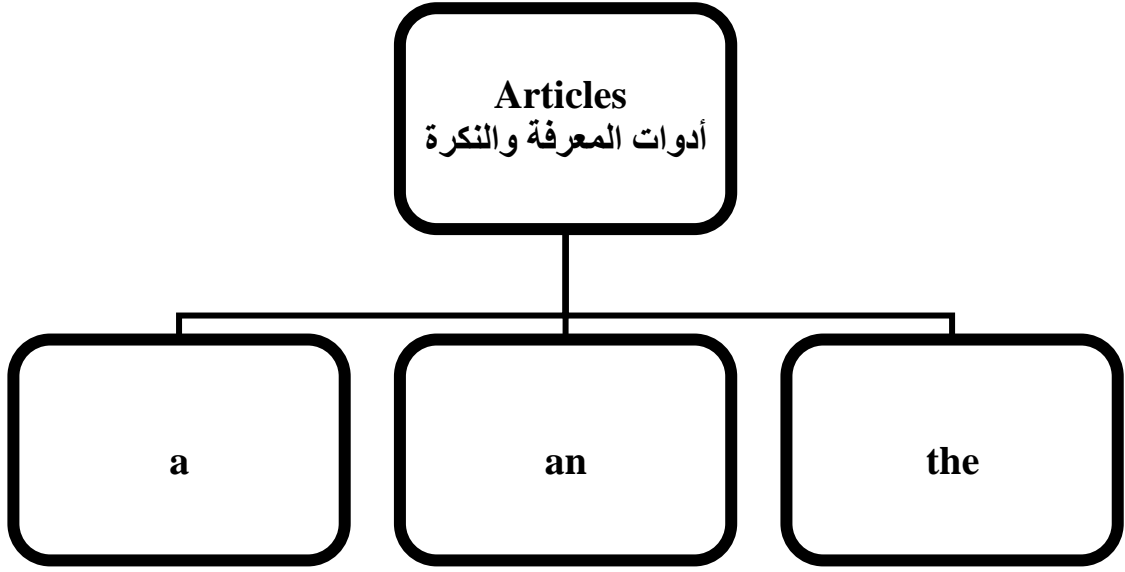 Articles
أدوات المعرفة والنكرة
a
an
the